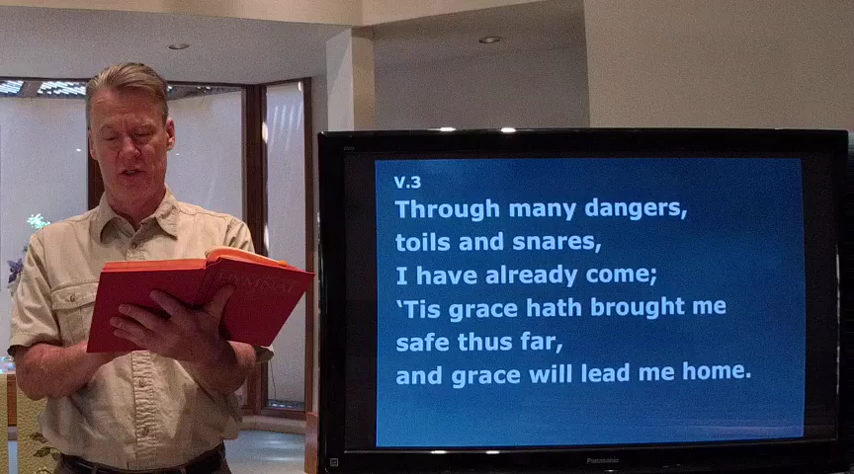 HYMNAL
V.3
Through many dangers,
toils and snares,
I have already come;
‘Tis grace hath brought me
safe thus far,
and grace will lead me home.
Panasonic